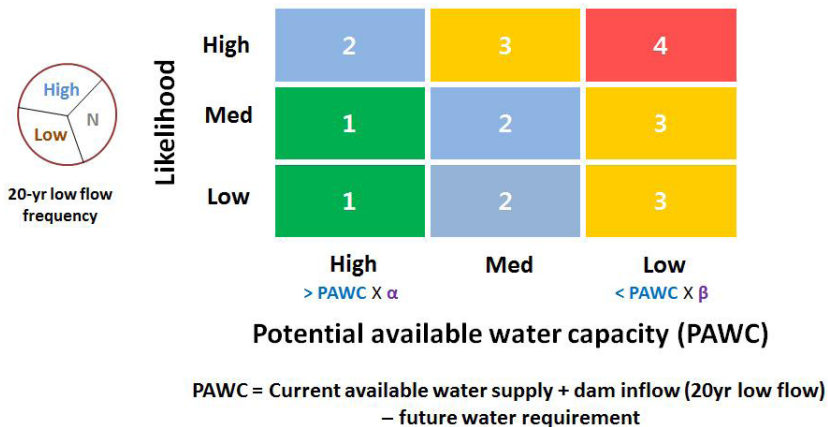 High
N
Low
20-yr low flow
frequency
Likelihood
High
2
3
4
Med
1
2
3
Low
1
2
3
High
Med
Low
> PAWC X α
< PAWC X β
Potential available water capacity (PAWC)
PAWC = Current available water supply + dam inflow (20yr low flow)
– future water requirement